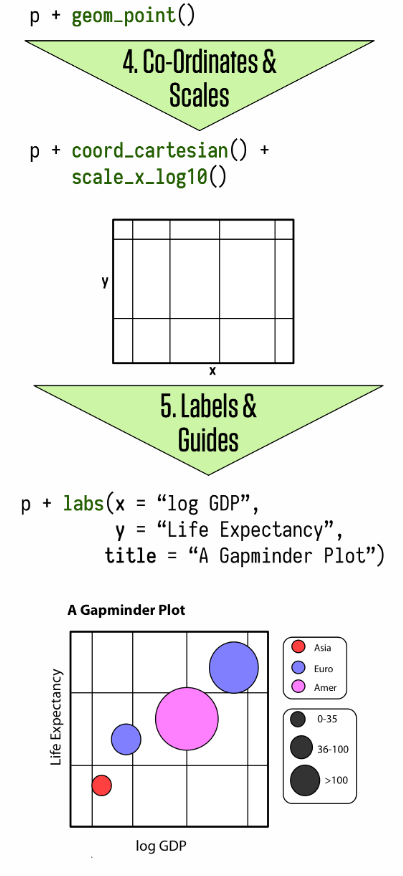 p + geom_point()
4. Co-Ordinates &
Scales
p + coord_cartesian() +
scale_x_log10()
y
x
5. Labels &
Guides
p + labs(x = “log GDP”,
y = “Life Expectancy”,
title = “A Gapminder Plot”)
A Gapminder Plot
Life Expectancy
log GDP
Asia
Euro
Amer
0-35
36-100
>100